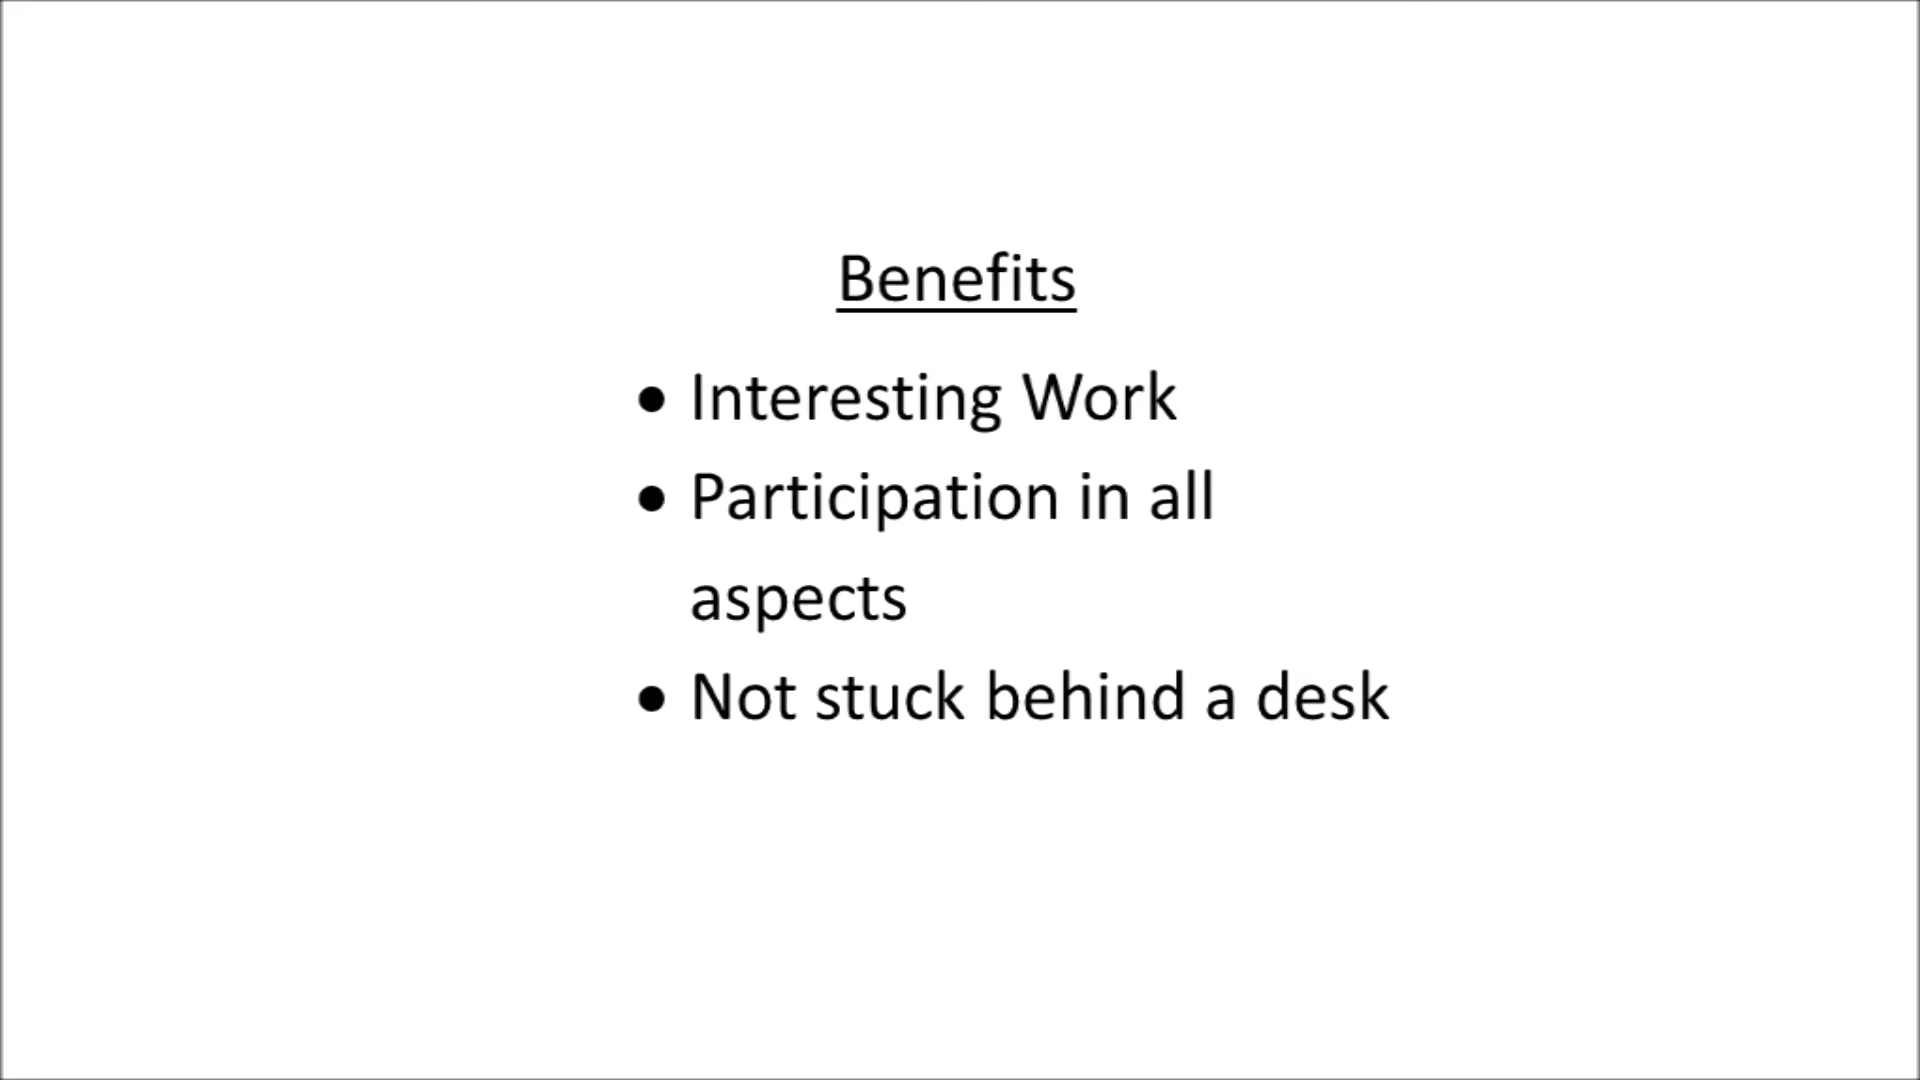 Benefits
• Interesting Work
• Participation in all
aspects
• Not stuck behind a desk